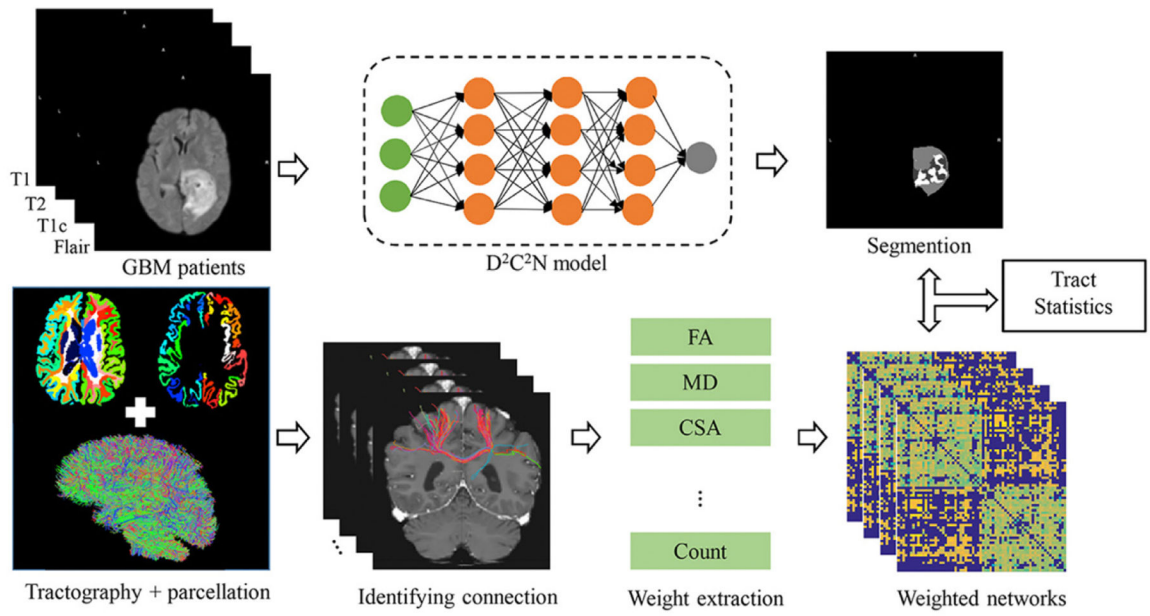 T1
T2
T1c
Flair
GBM patients
D²C²N model
Segmention
Tract
Statistics
FA
MD
CSA
⋮
Count
Tractography + parcellation
Identifying connection
Weight extraction
Weighted networks